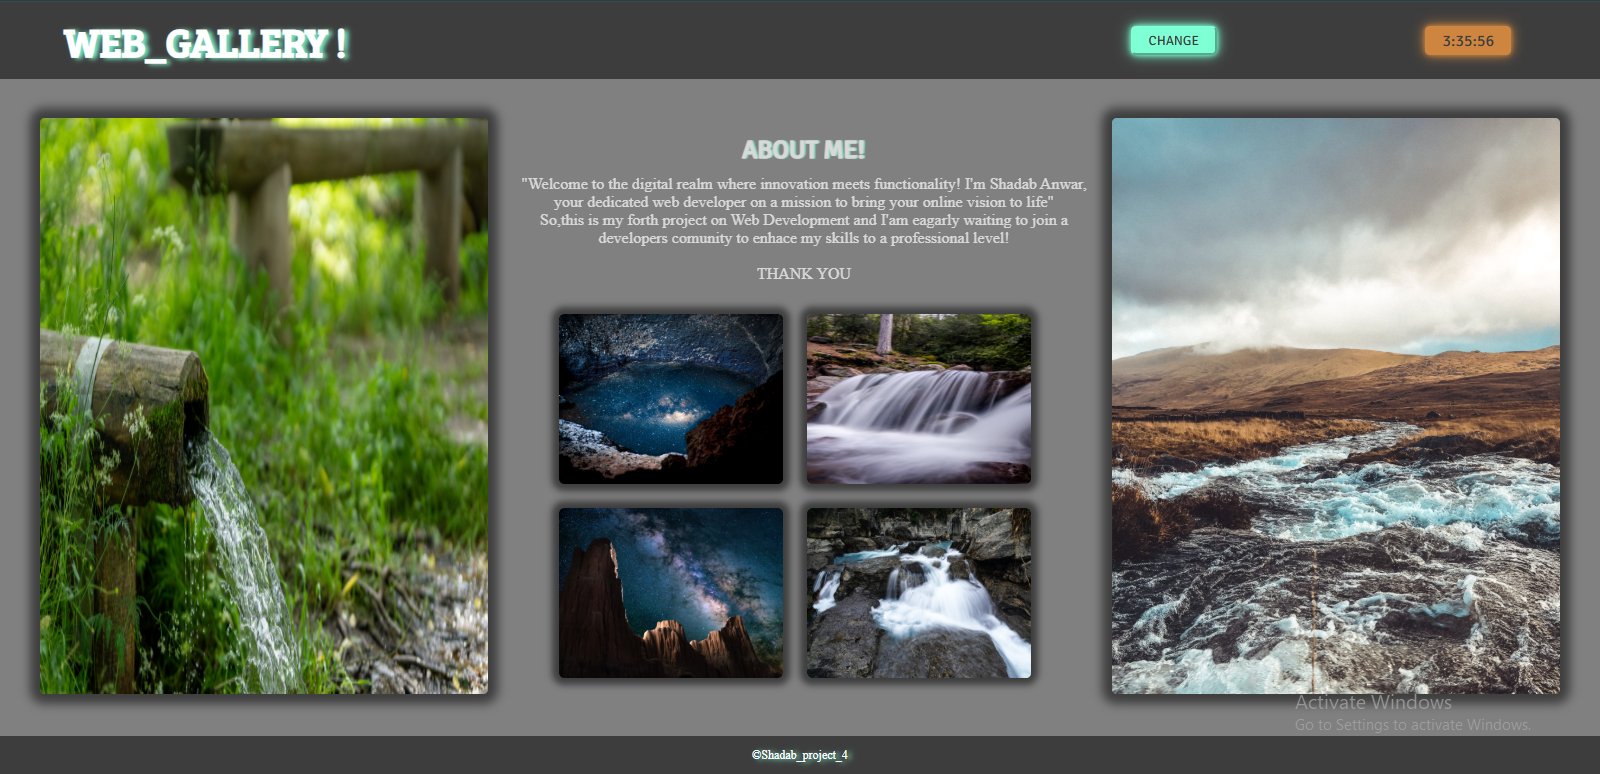 WEB_GALLERY !
CHANGE
3:35:56
ABOUT ME!
"Welcome to the digital realm where innovation meets functionality! I'm Shadab Anwar,
your dedicated web developer on a mission to bring your online vision to life"
So,this is my forth project on Web Development and I'am eagarly waiting to join a
developers comunity to enhace my skills to a professional level!
THANK YOU
Activate Windows
Go to Settings to activate Windows.
©Shadab_project_4